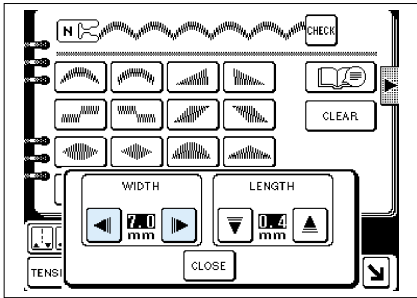 N
CHECK
CLEAR
WIDTH
LENGTH
7.0
mm
0.4
mm
CLOSE
TENSI